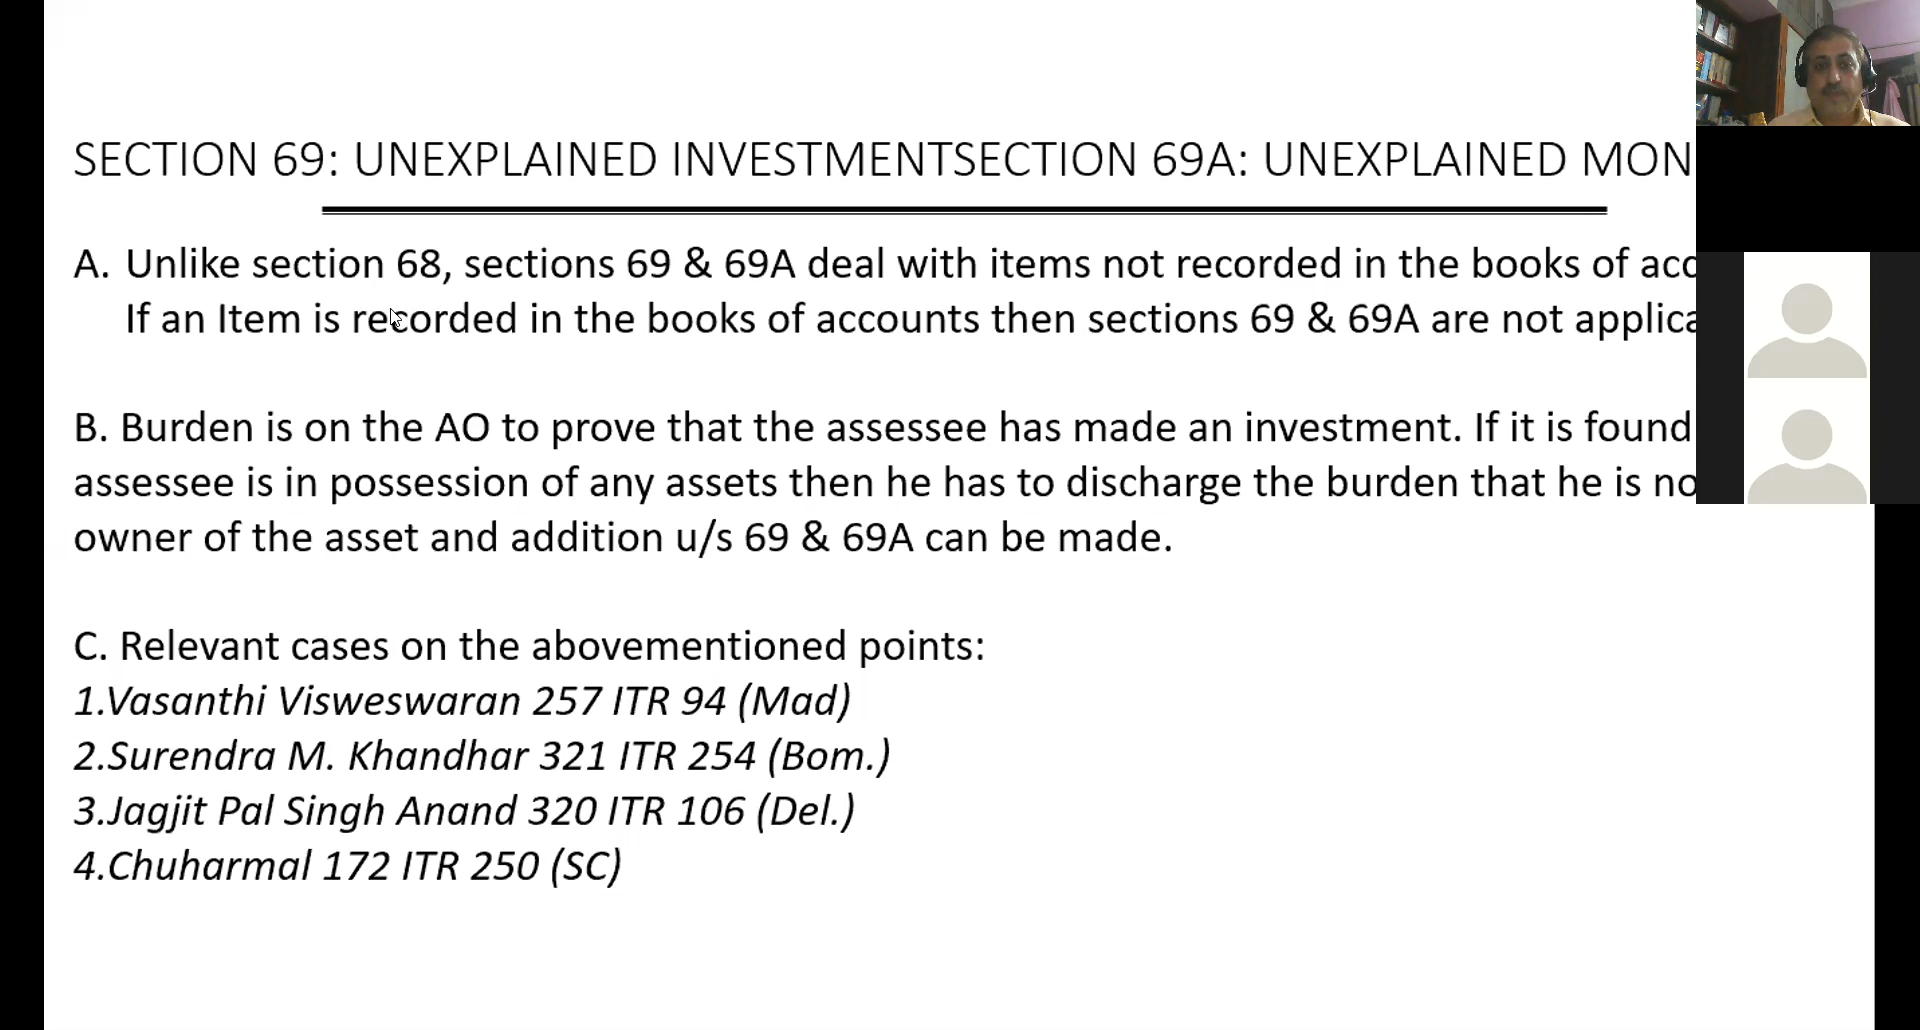 SECTION 69: UNEXPLAINED INVESTMENTSECTION 69A: UNEXPLAINED MON
A. Unlike section 68, sections 69 & 69A deal with items not recorded in the books of acc
If an Item is recorded in the books of accounts then sections 69 & 69A are not applica
B. Burden is on the AO to prove that the assessee has made an investment. If it is found
assessee is in possession of any assets then he has to discharge the burden that he is no
owner of the asset and addition u/s 69 & 69A can be made.
C. Relevant cases on the abovementioned points:
1.Vasanthi Visweswaran 257 ITR 94 (Mad)
2.Surendra M. Khandhar 321 ITR 254 (Bom.)
3.Jagjit Pal Singh Anand 320 ITR 106 (Del.)
4.Chuharmal 172 ITR 250 (SC)